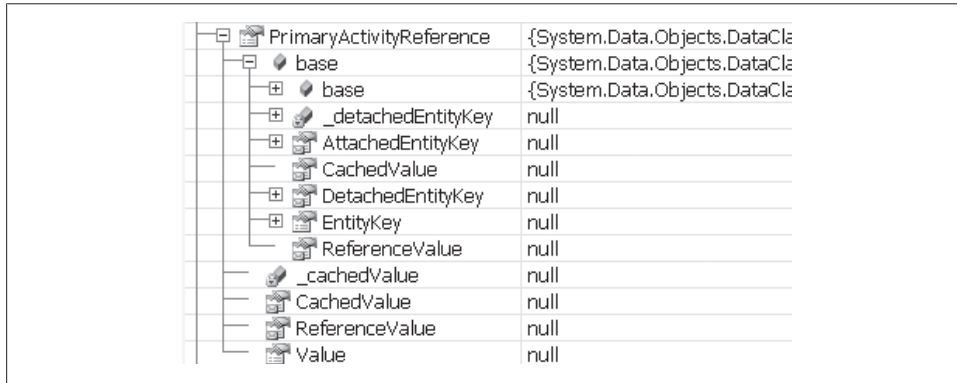 PrimaryActivityReference {System.Data.Objects.DataCla
base {System.Data.Objects.DataCla
base {System.Data.Objects.DataCla
_detachedEntityKey null
AttachedEntityKey null
CachedValue null
DetachedEntityKey null
EntityKey null
ReferenceValue null
_cachedValue null
CachedValue null
ReferenceValue null
Value null